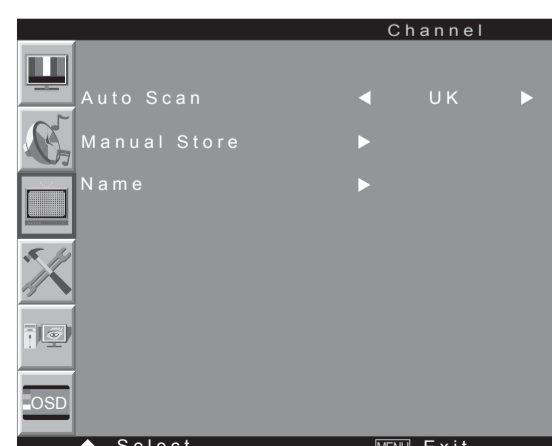 Channel
Auto Scan ◀ UK ▶
Manual Store ▶
Name ▶
OSD
Select MENU Exit